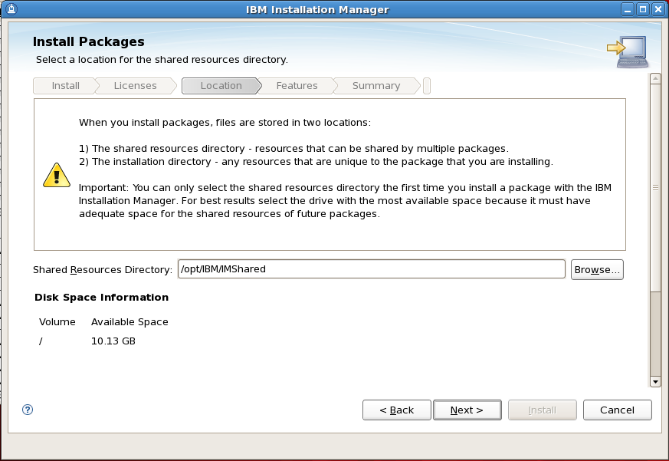 IBM Installation Manager
Install Packages
Select a location for the shared resources directory.
Install Licenses Location Features Summary
When you install packages, files are stored in two locations:
1) The shared resources directory - resources that can be shared by multiple packages.
2) The installation directory - any resources that are unique to the package that you are installing.
Important: You can only select the shared resources directory the first time you install a package with the IBM
Installation Manager. For best results select the drive with the most available space because it must have
adequate space for the shared resources of future packages.
Shared Resources Directory: /opt/IBM/IMShared Browse...
Disk Space Information
Volume Available Space
/ 10.13 GB
? < Back Next > Install Cancel